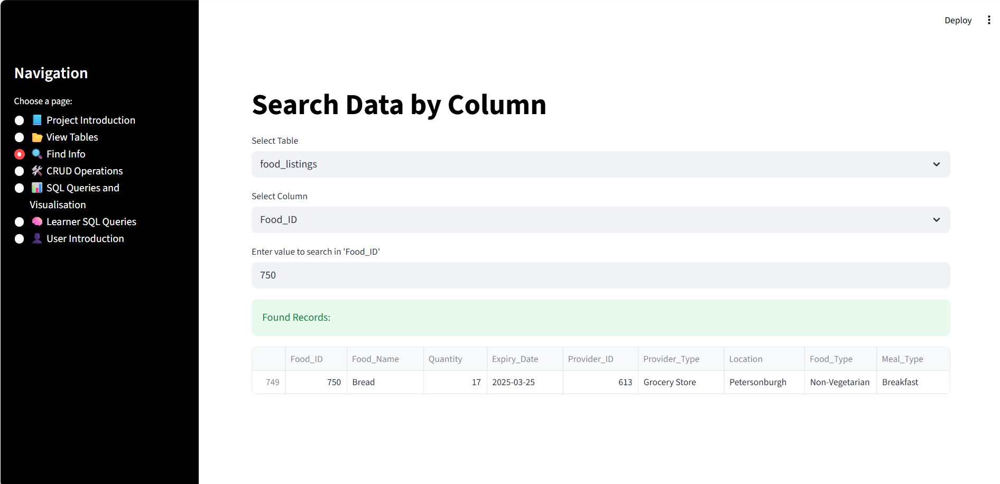 Deploy
Navigation
Choose a page:
Project Introduction
View Tables
Find Info
CRUD Operations
SQL Queries and
Visualisation
Learner SQL Queries
User Introduction
Search Data by Column
Select Table
food_listings
Select Column
Food_ID
Enter value to search in 'Food_ID'
750
Found Records:
Food_ID Food_Name Quantity Expiry_Date Provider_ID Provider_Type Location Food_Type Meal_Type
749 750 Bread 17 2025-03-25 613 Grocery Store Petersonburgh Non-Vegetarian Breakfast